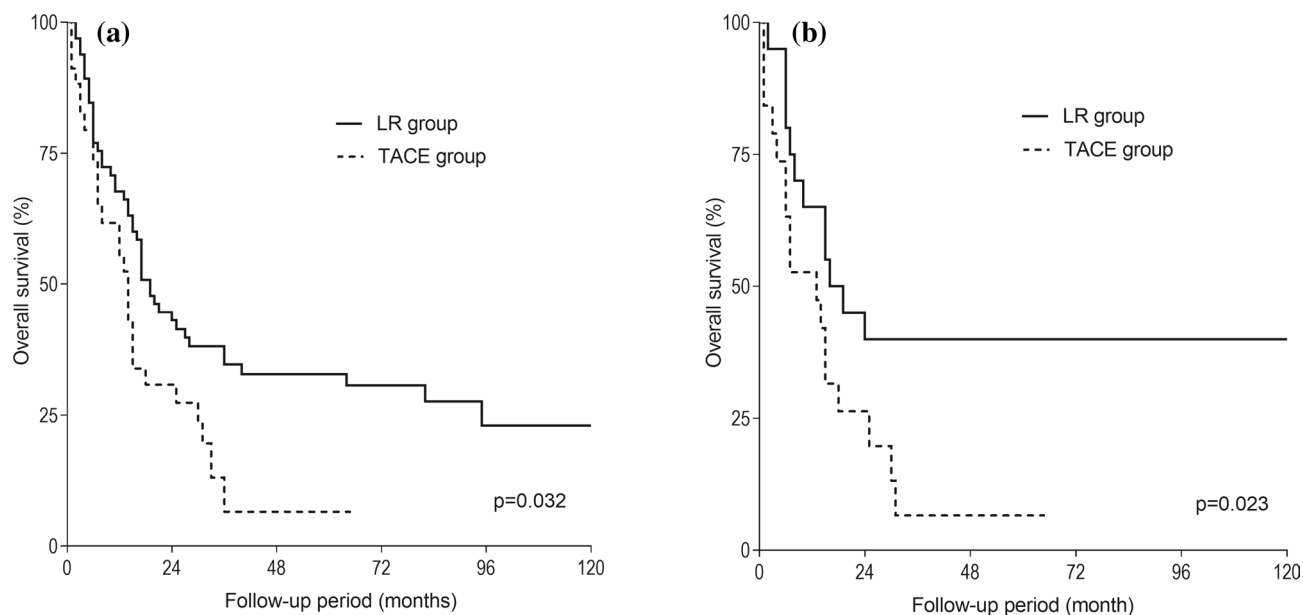 (a)
100
75
50
25
0
Overall survival (%)
LR group
TACE group
p=0.032
0 24 48 72 96 120
Follow-up period (months)
(b)
100
75
50
25
0
Overall survival (%)
LR group
TACE group
p=0.023
0 24 48 72 96 120
Follow-up period (month)